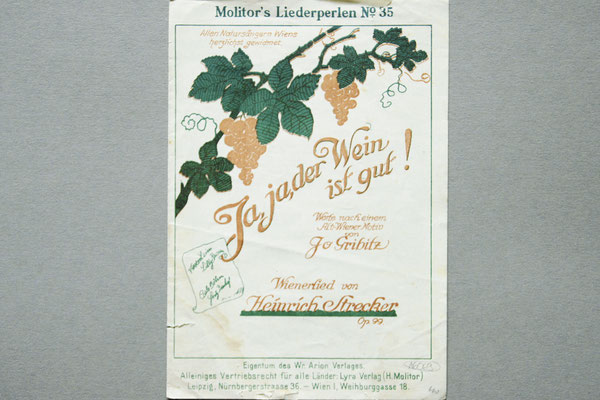 Molitor's Liederperlen No 35
Allen Natursängern Wiens
herzlichst gewidmet.
Ja, ja, der Wein
ist gut!
Worte nach einem
Alt-Wiener Motiv
von
J. Gribitz
Wienerlied von
Heinrich Strecker
Op. 99
Eigentum des Wr. Arion Verlages.
Alleiniges Vertriebsrecht für alle Länder: Lyra Verlag (H. Molitor)
Leipzig, Nürnbergerstrasse 36. – Wien I, Weihburggasse 18.